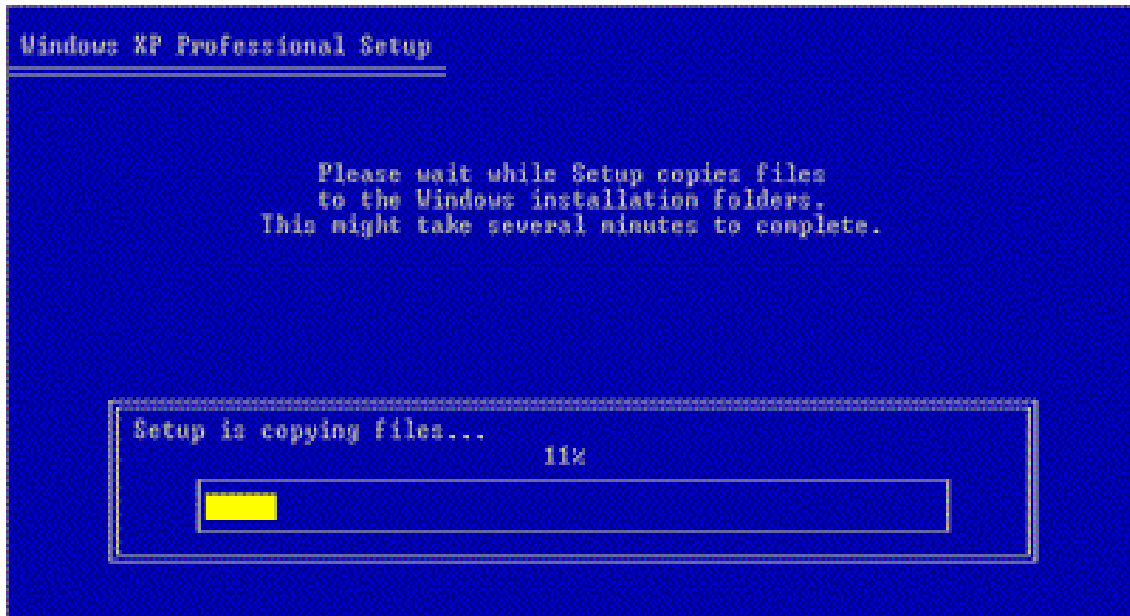 Windows XP Professional Setup
Please wait while Setup copies files
to the Windows installation folders.
This might take several minutes to complete.
Setup is copying files...
11%